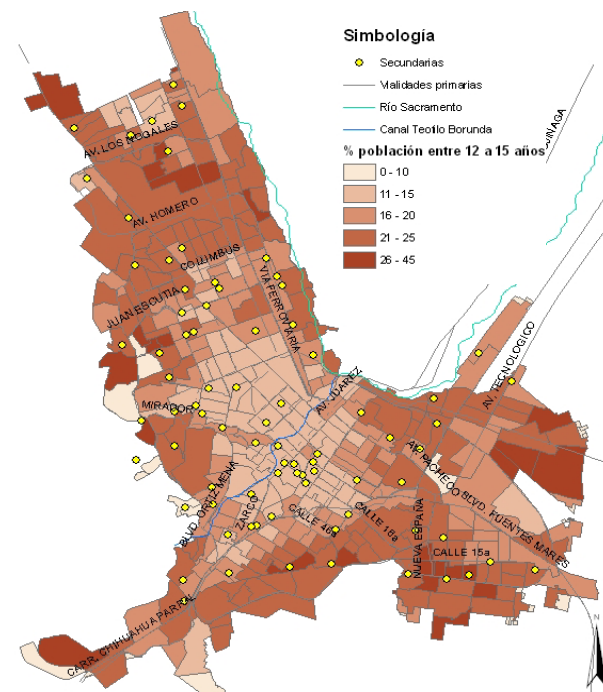 Simbología
Secundarias
Vialidades primarias
Río Sacramento
Canal Teofilo Borunda
% población entre 12 a 15 años
0 - 10
11 - 15
16 - 20
21 - 25
26 - 45
AV. LOS NOGALES
AV. HOMERO
COLUMBUS
JUAN ESCUTIA
VIA FERROVIARIA
AV. TECNOLOGICO
AV. JUAREZ
MIRADOR
AV. PACHECO
BLVD. FUENTES MARES
BLVD. ORTIZ MENA
ZARCO
CALLE 46a
CALLE 18a
NUEVA ESPAÑA
CALLE 15a
CARR. CHIHUAHUA PARRAL
N